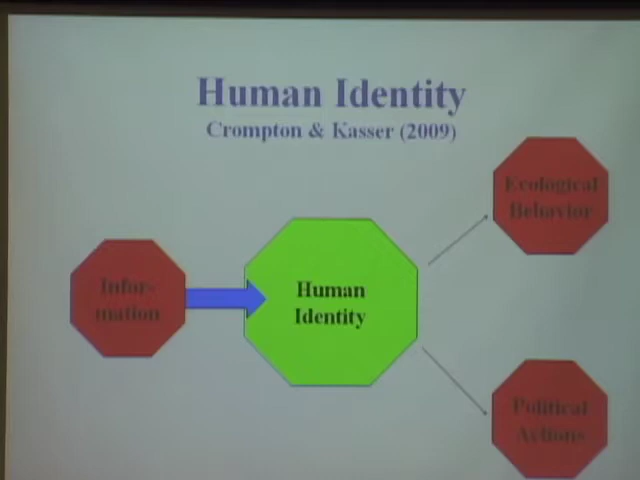 Human Identity
Crompton & Kasser (2009)
Ecological
Behavior
Infor-
mation
Human
Identity
Political
Actions